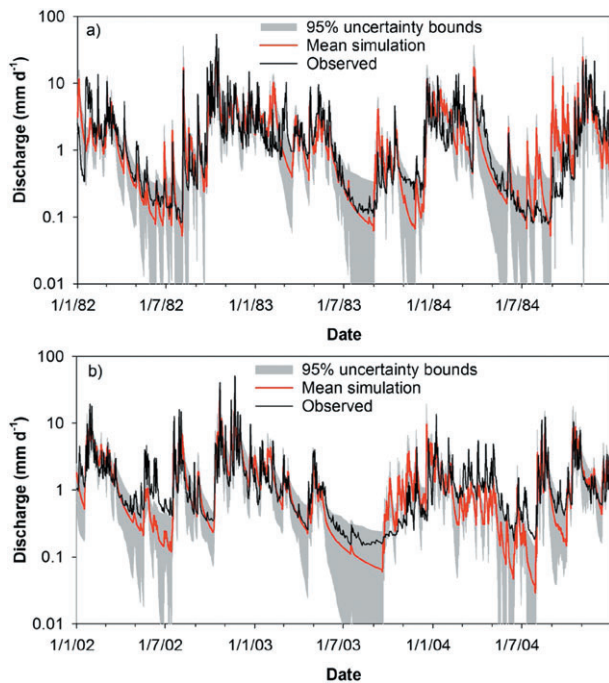 a)
95% uncertainty bounds
Mean simulation
Observed
Discharge (mm d⁻¹)
100
10
1
0.1
0.01
1/1/82
1/7/82
1/1/83
1/7/83
1/1/84
1/7/84
Date
b)
95% uncertainty bounds
Mean simulation
Observed
Discharge (mm d⁻¹)
100
10
1
0.1
0.01
1/1/02
1/7/02
1/1/03
1/7/03
1/1/04
1/7/04
Date